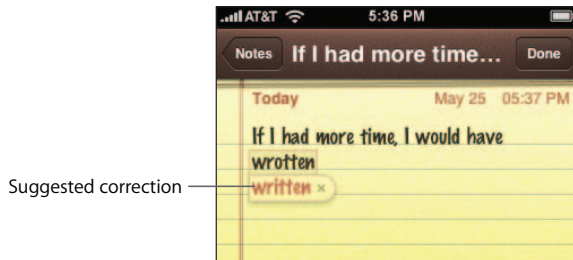 AT&T 5:36 PM
Notes If I had more time... Done
Today May 25 05:37 PM
If I had more time, I would have
wrotten
Suggested correction written ×